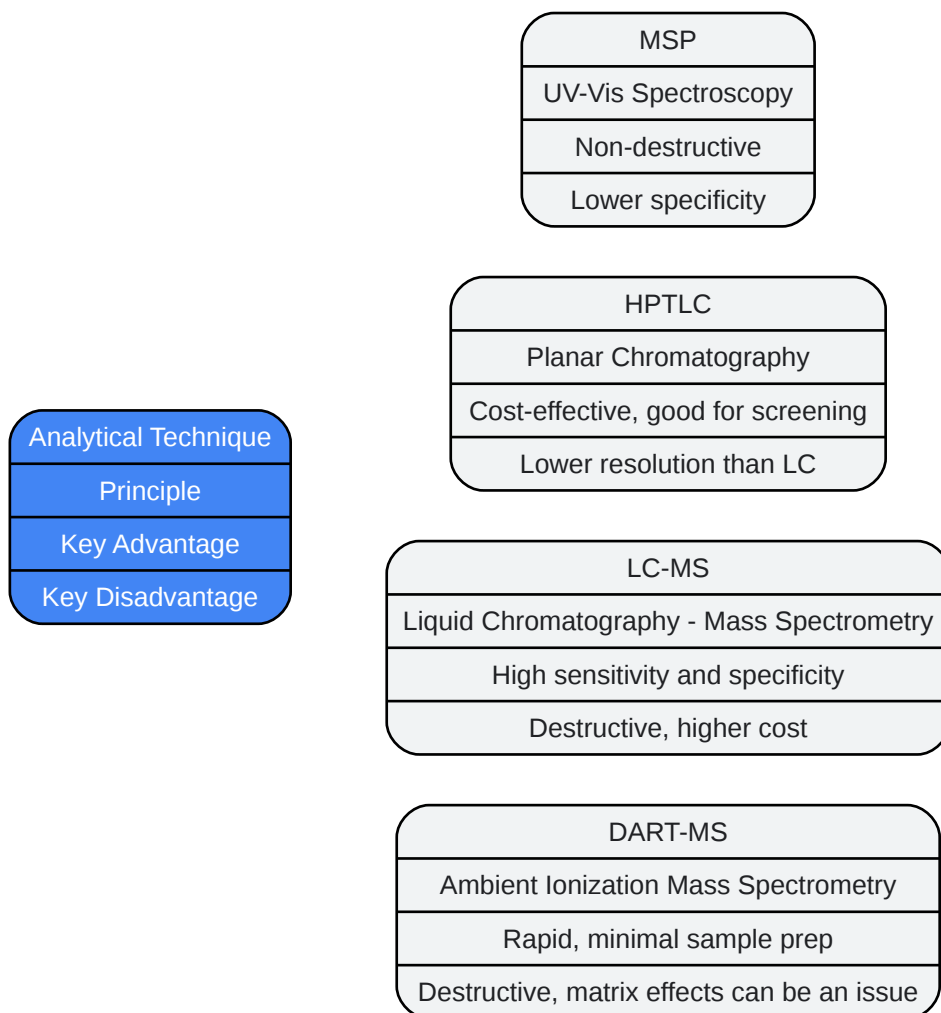 MSP
UV-Vis Spectroscopy
Non-destructive
Lower specificity
HPTLC
Planar Chromatography
Cost-effective, good for screening
Lower resolution than LC
Analytical Technique
Principle
Key Advantage
Key Disadvantage
LC-MS
Liquid Chromatography - Mass Spectrometry
High sensitivity and specificity
Destructive, higher cost
DART-MS
Ambient Ionization Mass Spectrometry
Rapid, minimal sample prep
Destructive, matrix effects can be an issue